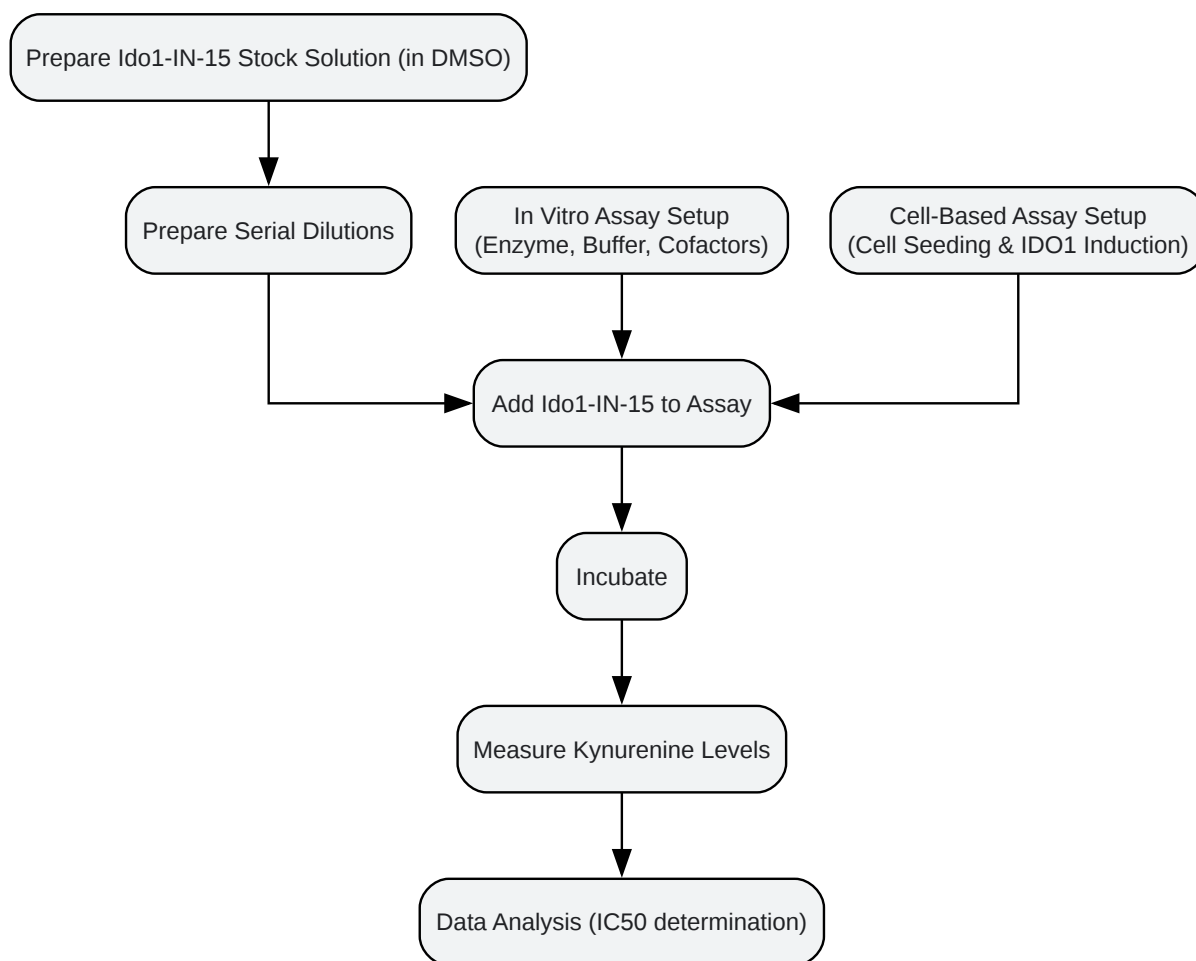 Prepare Ido1-IN-15 Stock Solution (in DMSO)
Prepare Serial Dilutions
In Vitro Assay Setup
(Enzyme, Buffer, Cofactors)
Cell-Based Assay Setup
(Cell Seeding & IDO1 Induction)
Add Ido1-IN-15 to Assay
Incubate
Measure Kynurenine Levels
Data Analysis (IC50 determination)